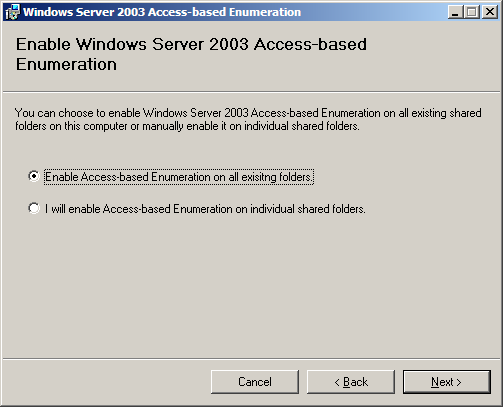 Windows Server 2003 Access-based Enumeration
Enable Windows Server 2003 Access-based
Enumeration
You can choose to enable Windows Server 2003 Access-based Enumeration on all existing shared
folders on this computer or manually enable it on individual shared folders.
Enable Access-based Enumeration on all exisitng folders.
I will enable Access-based Enumeration on individual shared folders.
Cancel
< Back
Next >